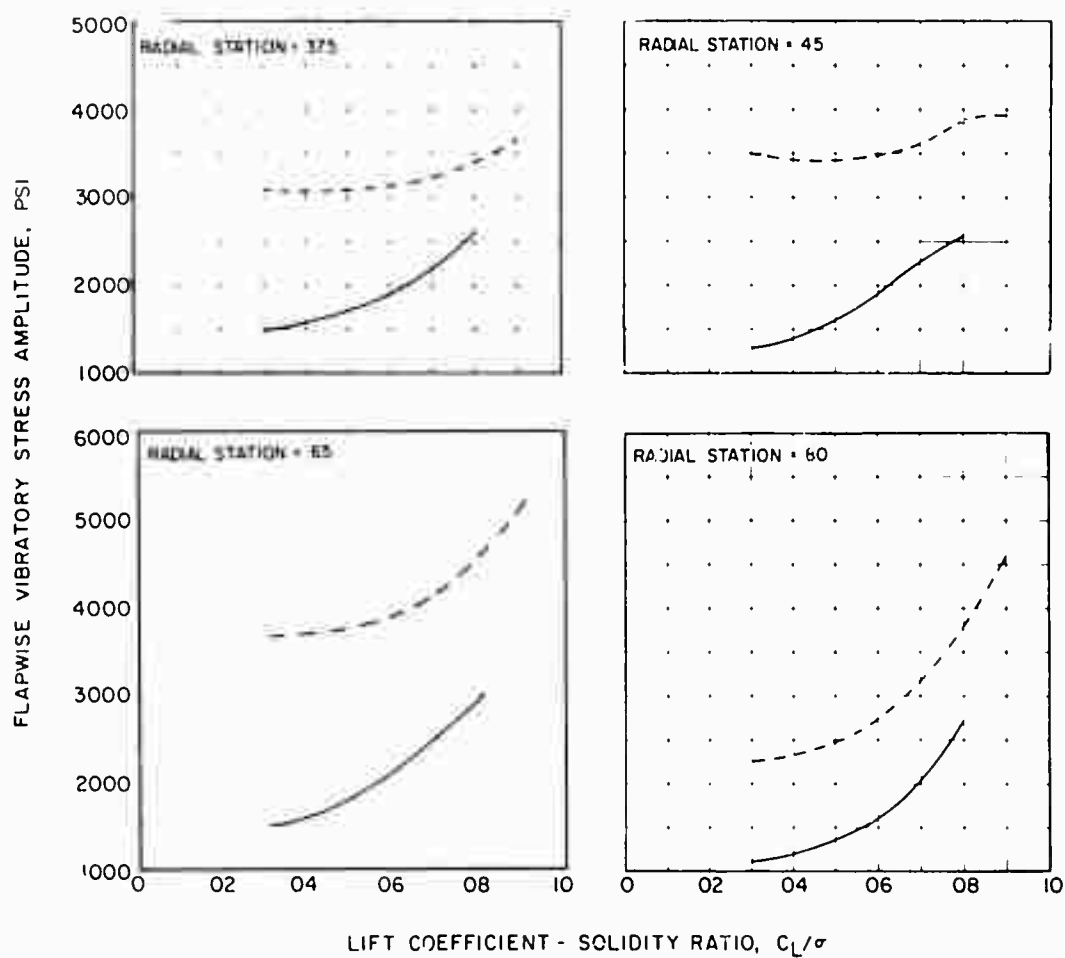 5000
RADIAL STATION = 375
RADIAL STATION = 45
4000
3000
2000
1000
FLAPWISE VIBRATORY STRESS AMPLITUDE, PSI
6000
RADIAL STATION = 65
RADIAL STATION = 80
5000
4000
3000
2000
1000
0 02 04 06 08 10
0 02 04 06 08 10
LIFT COEFFICIENT - SOLIDITY RATIO, CL/σ